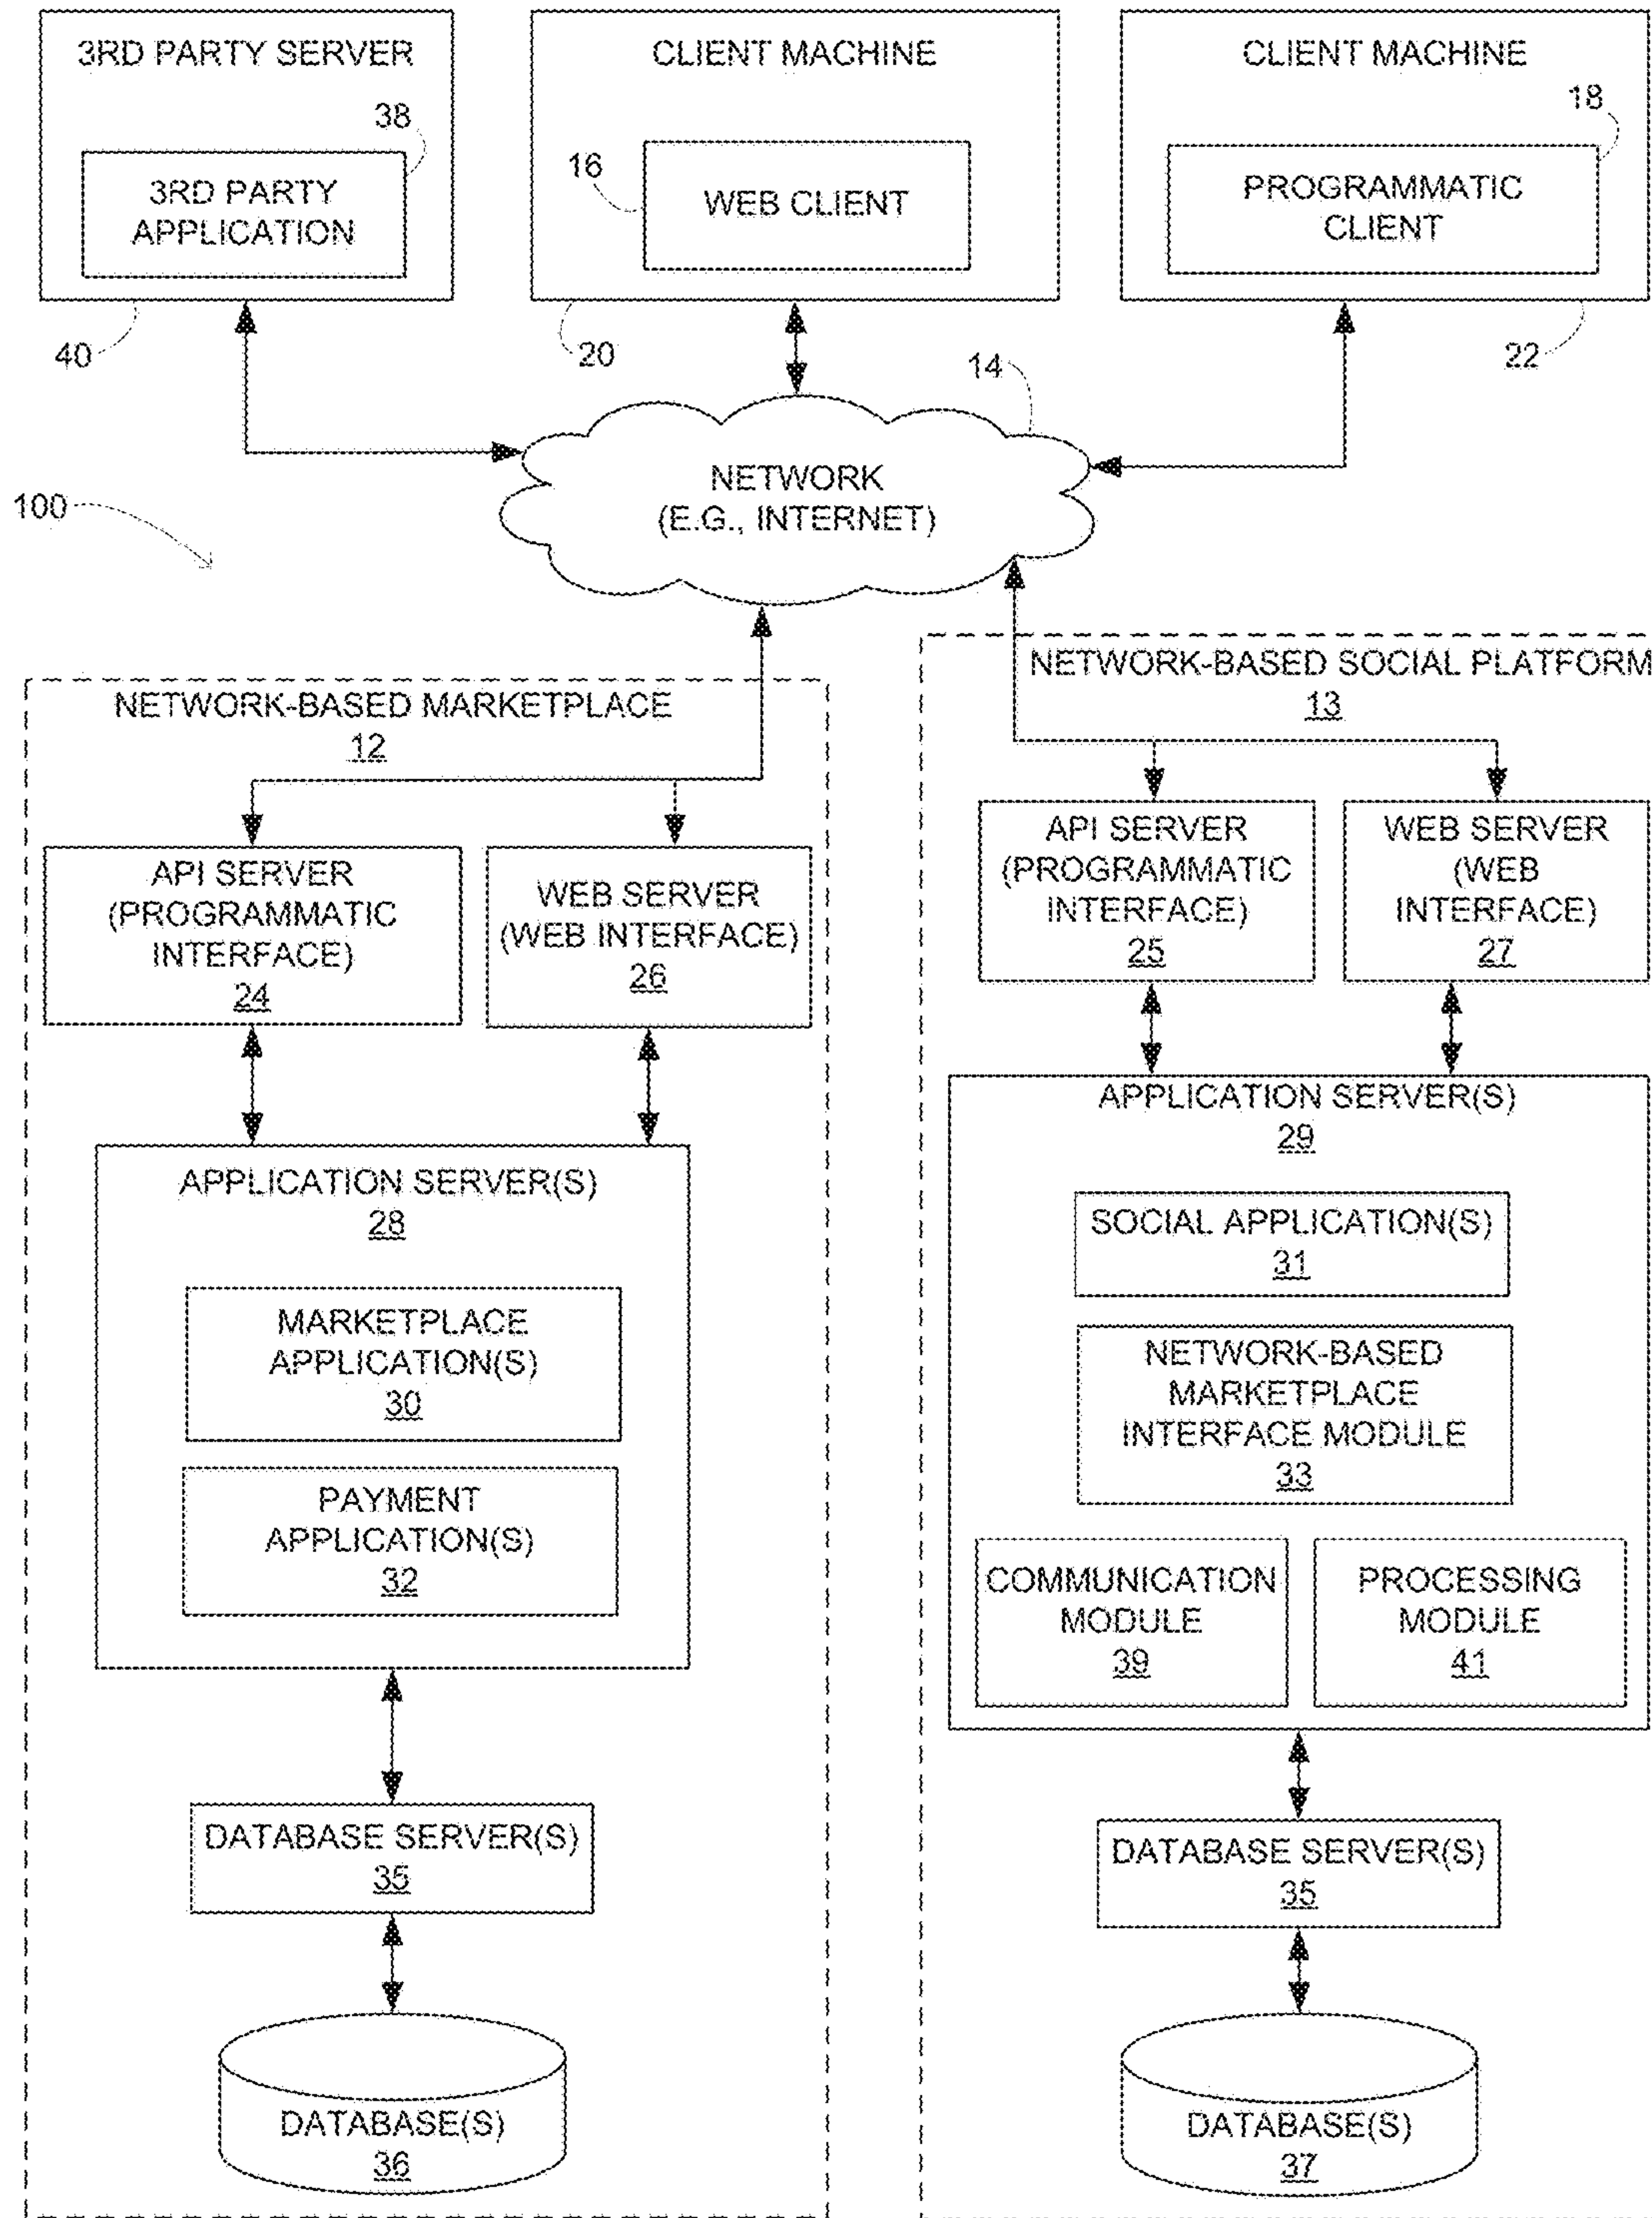 3RD PARTY SERVER
38
3RD PARTY
APPLICATION
40
CLIENT MACHINE
16
WEB CLIENT
20
CLIENT MACHINE
18
PROGRAMMATIC
CLIENT
22
14
NETWORK
(E.G., INTERNET)
100
NETWORK-BASED MARKETPLACE
12
API SERVER
(PROGRAMMATIC
INTERFACE)
24
WEB SERVER
(WEB INTERFACE)
26
APPLICATION SERVER(S)
28
MARKETPLACE
APPLICATION(S)
30
PAYMENT
APPLICATION(S)
32
DATABASE SERVER(S)
35
DATABASE(S)
36
NETWORK-BASED SOCIAL PLATFORM
13
API SERVER
(PROGRAMMATIC
INTERFACE)
25
WEB SERVER
(WEB
INTERFACE)
27
APPLICATION SERVER(S)
29
SOCIAL APPLICATION(S)
31
NETWORK-BASED
MARKETPLACE
INTERFACE MODULE
33
COMMUNICATION
MODULE
39
PROCESSING
MODULE
41
DATABASE SERVER(S)
35
DATABASE(S)
37